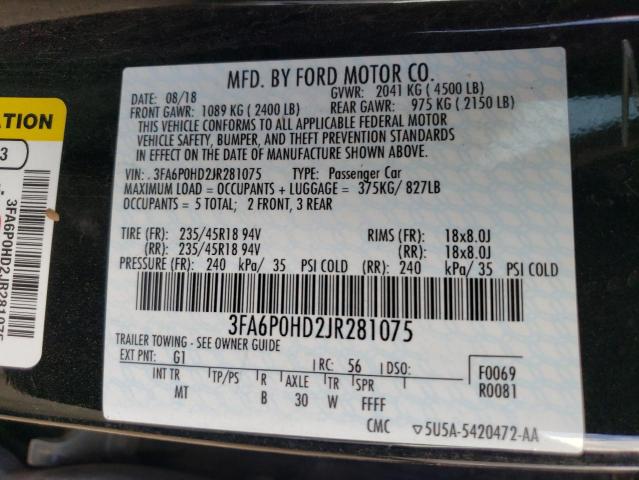 ATION
3
3FA6P0HD2JR281075
MFD. BY FORD MOTOR CO.
DATE: 08/18 GVWR: 2041 KG ( 4500 LB)
FRONT GAWR: 1089 KG ( 2400 LB) REAR GAWR: 975 KG ( 2150 LB)
THIS VEHICLE CONFORMS TO ALL APPLICABLE FEDERAL MOTOR
VEHICLE SAFETY, BUMPER, AND THEFT PREVENTION STANDARDS
IN EFFECT ON THE DATE OF MANUFACTURE SHOWN ABOVE.
VIN: 3FA6P0HD2JR281075 TYPE: Passenger Car
MAXIMUM LOAD = OCCUPANTS + LUGGAGE = 375KG/ 827LB
OCCUPANTS = 5 TOTAL; 2 FRONT, 3 REAR
TIRE (FR): 235/45R18 94V RIMS (FR): 18x8.0J
(RR): 235/45R18 94V (RR): 18x8.0J
PRESSURE (FR): 240 kPa/ 35 PSI COLD (RR): 240 kPa/ 35 PSI COLD
3FA6P0HD2JR281075
TRAILER TOWING - SEE OWNER GUIDE
EXT PNT: G1 RC: 56 DSO: F0069
INT TR TP/PS R AXLE TR SPR R0081
MT B 30 W FFFF
CMC ▽5U5A-5420472-AA